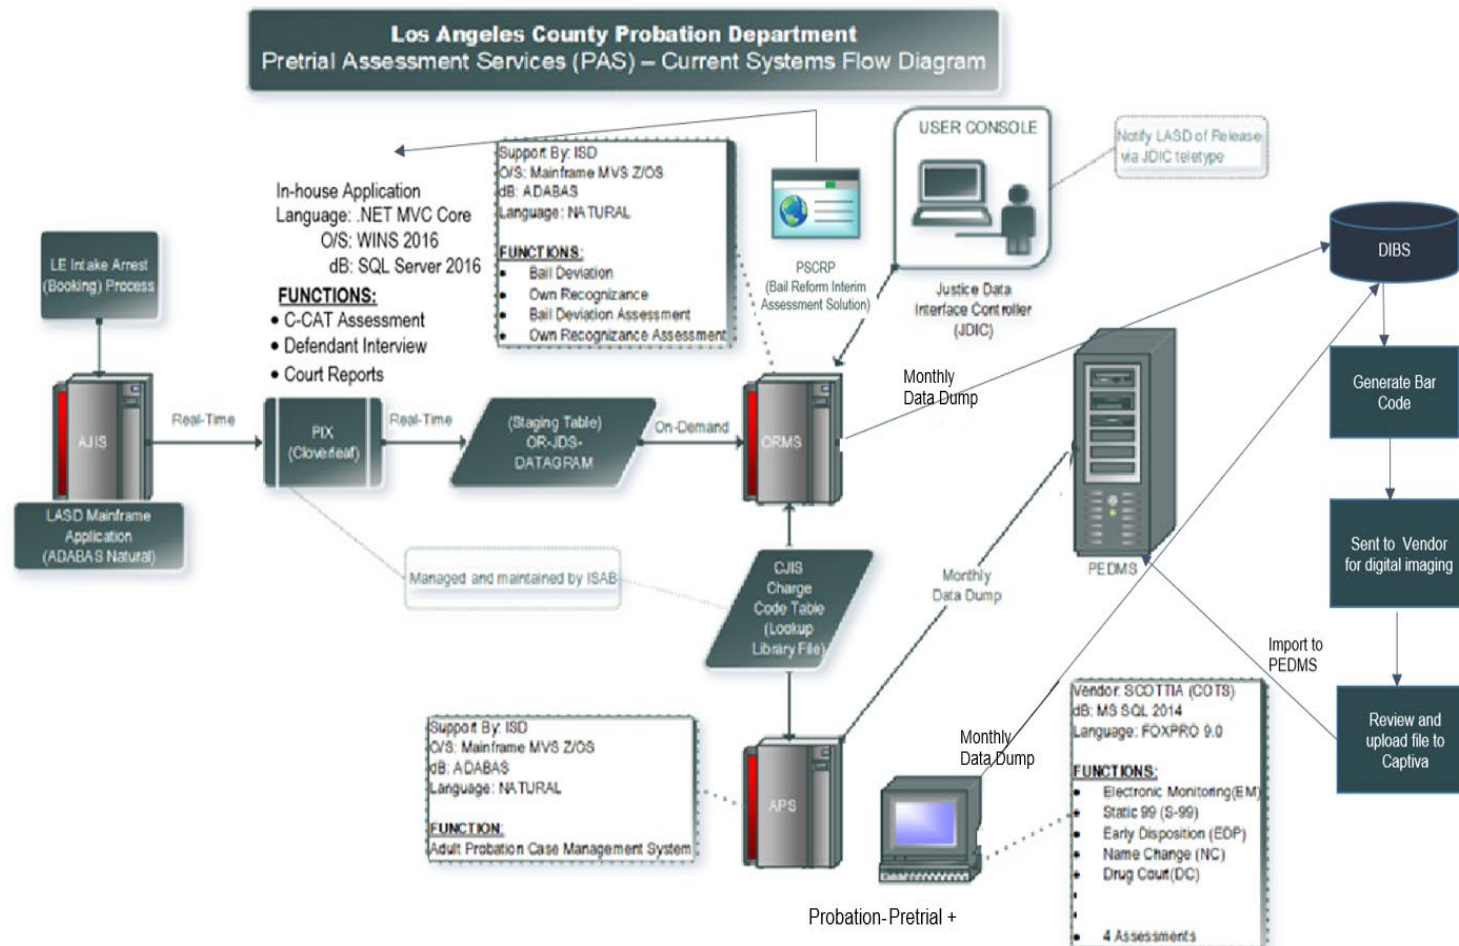 Los Angeles County Probation Department
Pretrial Assessment Services (PAS) – Current Systems Flow Diagram
USER CONSOLE
Notify LASD of Release
via JDIC teletype
Support By: ISD
O/S: Mainframe MVS Z/OS
dB: ADABAS
Language: NATURAL
FUNCTIONS:
• Bail Deviation
• Own Recognizance
• Bail Deviation Assessment
• Own Recognizance Assessment
In-house Application
Language: .NET MVC Core
O/S: WINS 2016
dB: SQL Server 2016
FUNCTIONS:
• C-CAT Assessment
• Defendant Interview
• Court Reports
LE Intake Arrest
(Booking) Process
PSCRP
(Bail Reform Interim
Assessment Solution)
Justice Data
Interface Controller
(JDIC)
DIBS
Generate Bar
Code
Monthly
Data Dump
AJIS
Real-Time
PIX
(Cloverleaf)
Real-Time
(Staging Table)
OR-JDS-
DATAGRAM
On-Demand
ORMS
LASD Mainframe
Application
(ADABAS Natural)
Managed and maintained by ISAB
CJIS
Charge
Code Table
(Lookup
Library File)
Monthly
Data Dump
PEDMS
Sent to Vendor
for digital imaging
Import to
PEDMS
Review and
upload file to
Captiva
Support By: ISD
O/S: Mainframe MVS Z/OS
dB: ADABAS
Language: NATURAL
FUNCTION:
Adult Probation Case Management System
APS
Monthly
Data Dump
Probation-Pretrial +
Vendor: SCOTTIA (COTS)
dB: MS SQL 2014
Language: FOXPRO 9.0
FUNCTIONS:
• Electronic Monitoring(EM)
• Static 99 (S-99)
• Early Disposition (EDP)
• Name Change (NC)
• Drug Court(DC)
•
•
• 4 Assessments